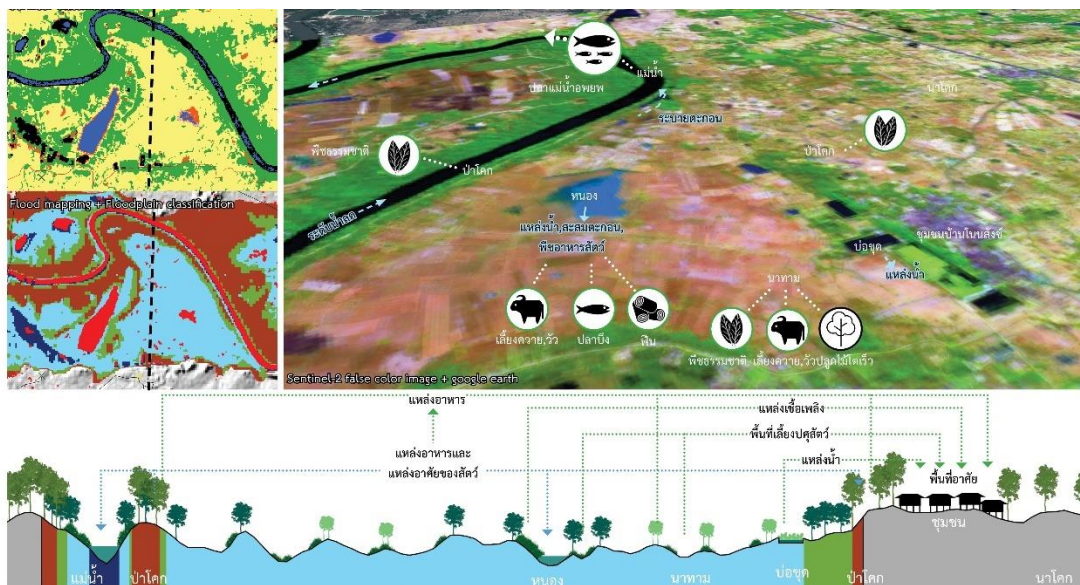 Flood mapping + Floodplain classification
ปลาแม่น้ำอพยพ
แม่น้ำ
นาโคก
ระบายตะกอน
พืชธรรมชาติ
ป่าโคก
ป่าโคก
หนอง
ระดับน้ำลด
แหล่งน้ำ,สะสมตะกอน,
พืชอาหารสัตว์
บ่อขุด
ชุมชนบ้านโนนสังข์
แหล่งน้ำ
นาทาม
เลี้ยงควาย,วัว
ปลาบึง
ฟืน
พืชธรรมชาติ
เลี้ยงควาย,วัว
ปลูกไม้โตเร็ว
Sentinel-2 false color image + google earth
แหล่งอาหาร
แหล่งเชื้อเพลิง
แหล่งอาหารและ
แหล่งอาศัยของสัตว์
พื้นที่เลี้ยงปศุสัตว์
แหล่งน้ำ
พื้นที่อาศัย
ชุมชน
แม่น้ำ
ป่าโคก
หนอง
นาทาม
บ่อขุด
ป่าโคก
นาโคก